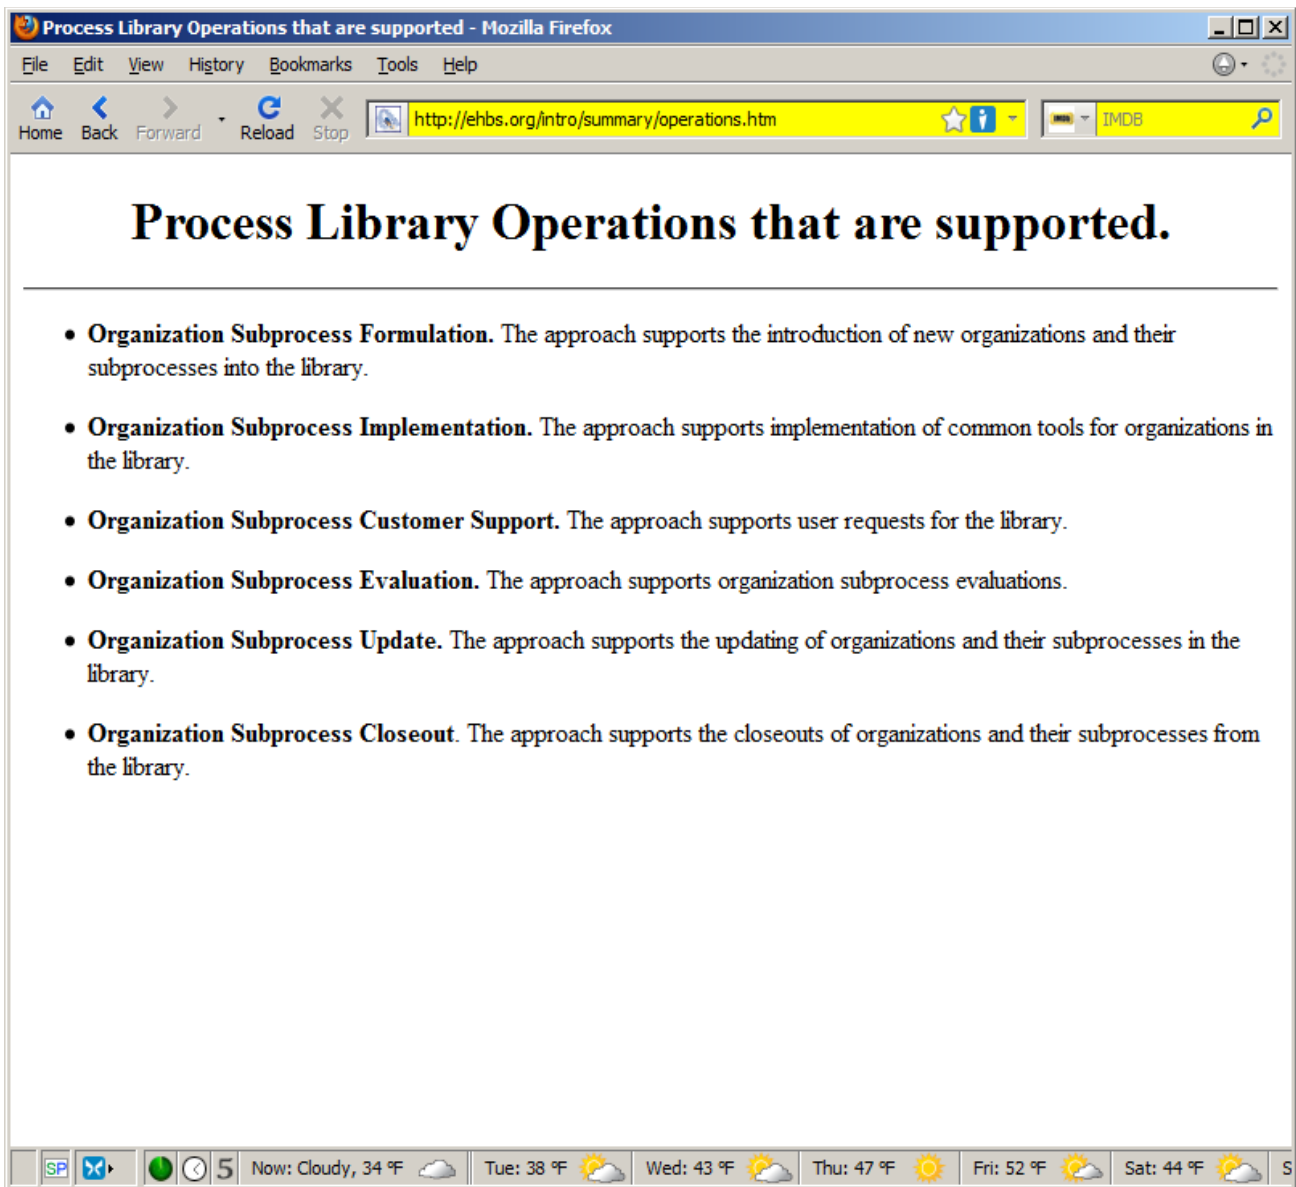 Process Library Operations that are supported - Mozilla Firefox
File Edit View History Bookmarks Tools Help
Home Back Forward Reload Stop http://ehbs.org/intro/summary/operations.htm IMDB
Process Library Operations that are supported.
• Organization Subprocess Formulation. The approach supports the introduction of new organizations and their
subprocesses into the library.
• Organization Subprocess Implementation. The approach supports implementation of common tools for organizations in
the library.
• Organization Subprocess Customer Support. The approach supports user requests for the library.
• Organization Subprocess Evaluation. The approach supports organization subprocess evaluations.
• Organization Subprocess Update. The approach supports the updating of organizations and their subprocesses in the
library.
• Organization Subprocess Closeout. The approach supports the closeouts of organizations and their subprocesses from
the library.
SP 5 Now: Cloudy, 34 °F Tue: 38 °F Wed: 43 °F Thu: 47 °F Fri: 52 °F Sat: 44 °F S